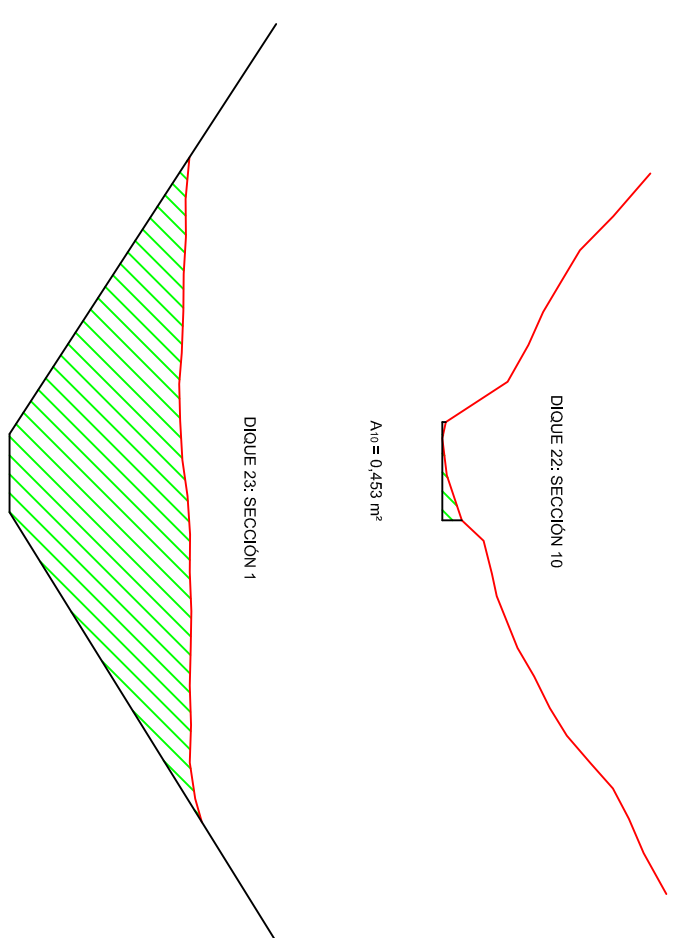 DIQUE 22: SECCIÓN 10
A₁₀ = 0,453 m²
DIQUE 23: SECCIÓN 1